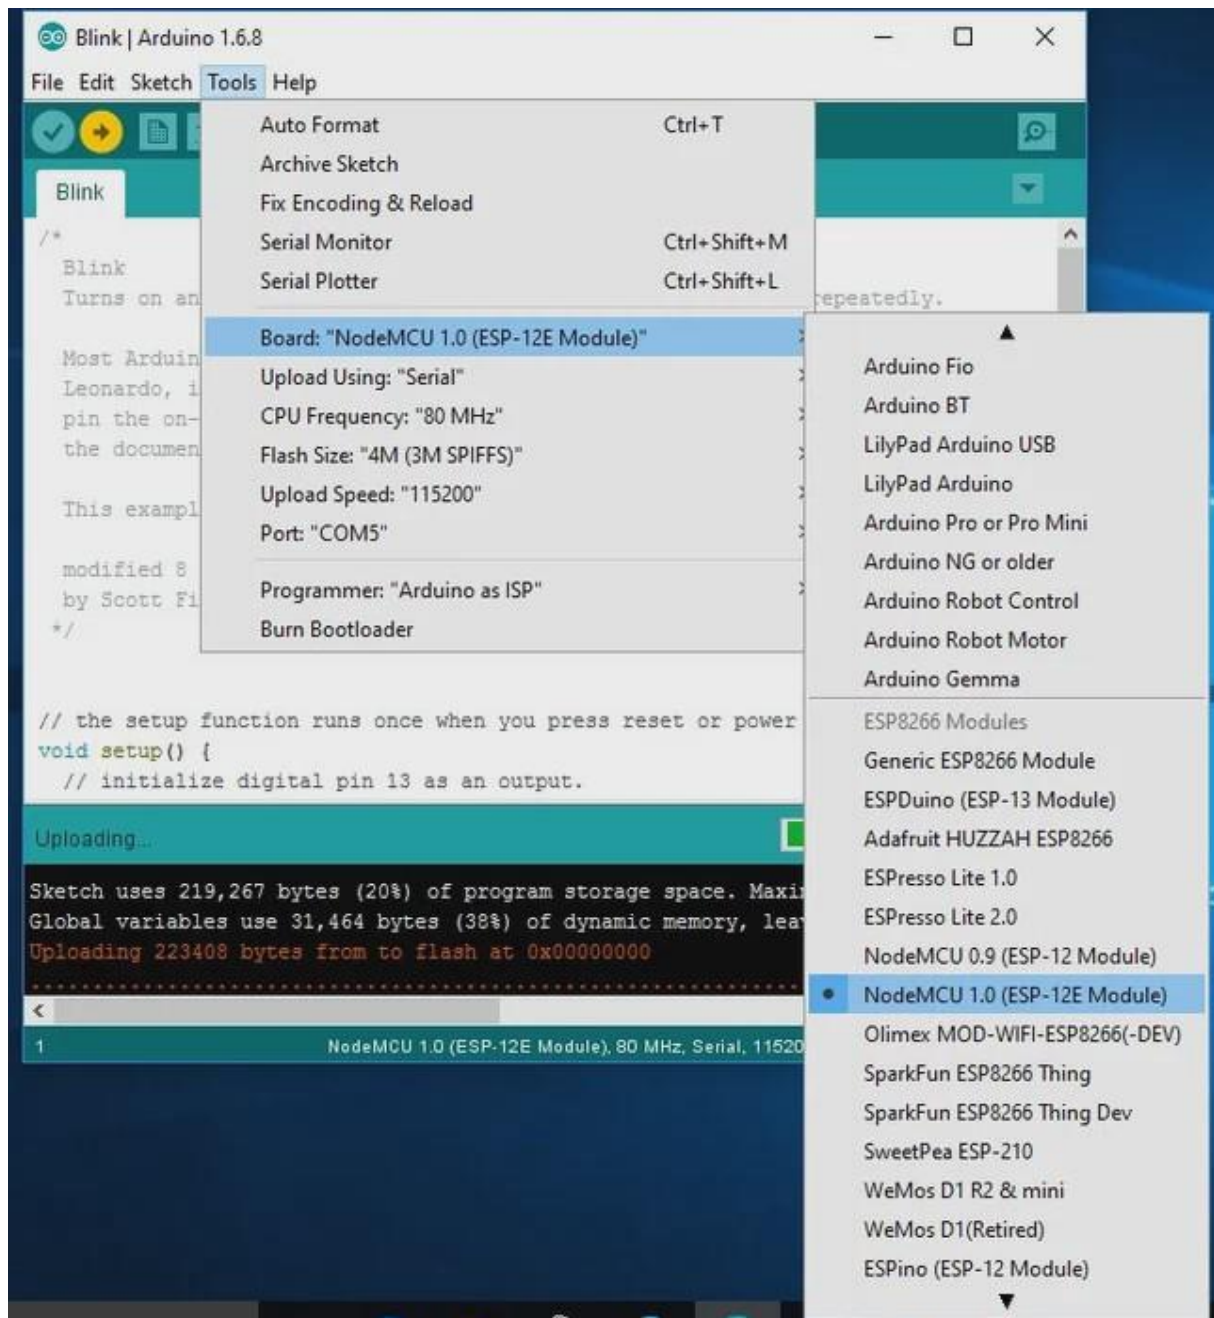 Blink | Arduino 1.6.8
File Edit Sketch Tools Help
Blink
Auto Format Ctrl+T
Archive Sketch
Fix Encoding & Reload
Serial Monitor Ctrl+Shift+M
Serial Plotter Ctrl+Shift+L
Board: "NodeMCU 1.0 (ESP-12E Module)"
Upload Using: "Serial"
CPU Frequency: "80 MHz"
Flash Size: "4M (3M SPIFFS)"
Upload Speed: "115200"
Port: "COM5"
Programmer: "Arduino as ISP"
Burn Bootloader
/*
Blink
Turns on an repeatedly.
Most Arduin
Leonardo, i
pin the on-
the documen
This exampl
modified 8
by Scott Fi
*/
// the setup function runs once when you press reset or power
void setup() {
// initialize digital pin 13 as an output.
Uploading...
Sketch uses 219,267 bytes (20%) of program storage space. Maxi
Global variables use 31,464 bytes (38%) of dynamic memory, lea
Uploading 223408 bytes from to flash at 0x00000000
1 NodeMCU 1.0 (ESP-12E Module), 80 MHz, Serial, 11520
Arduino Fio
Arduino BT
LilyPad Arduino USB
LilyPad Arduino
Arduino Pro or Pro Mini
Arduino NG or older
Arduino Robot Control
Arduino Robot Motor
Arduino Gemma
ESP8266 Modules
Generic ESP8266 Module
ESPDuino (ESP-13 Module)
Adafruit HUZZAH ESP8266
ESPresso Lite 1.0
ESPresso Lite 2.0
NodeMCU 0.9 (ESP-12 Module)
NodeMCU 1.0 (ESP-12E Module)
Olimex MOD-WIFI-ESP8266(-DEV)
SparkFun ESP8266 Thing
SparkFun ESP8266 Thing Dev
SweetPea ESP-210
WeMos D1 R2 & mini
WeMos D1(Retired)
ESPino (ESP-12 Module)